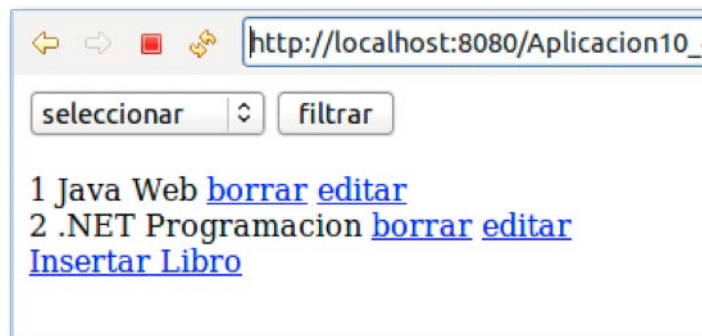 http://localhost:8080/Aplicacion10_
seleccionar filtrar
1 Java Web borrar editar
2 .NET Programacion borrar editar
Insertar Libro